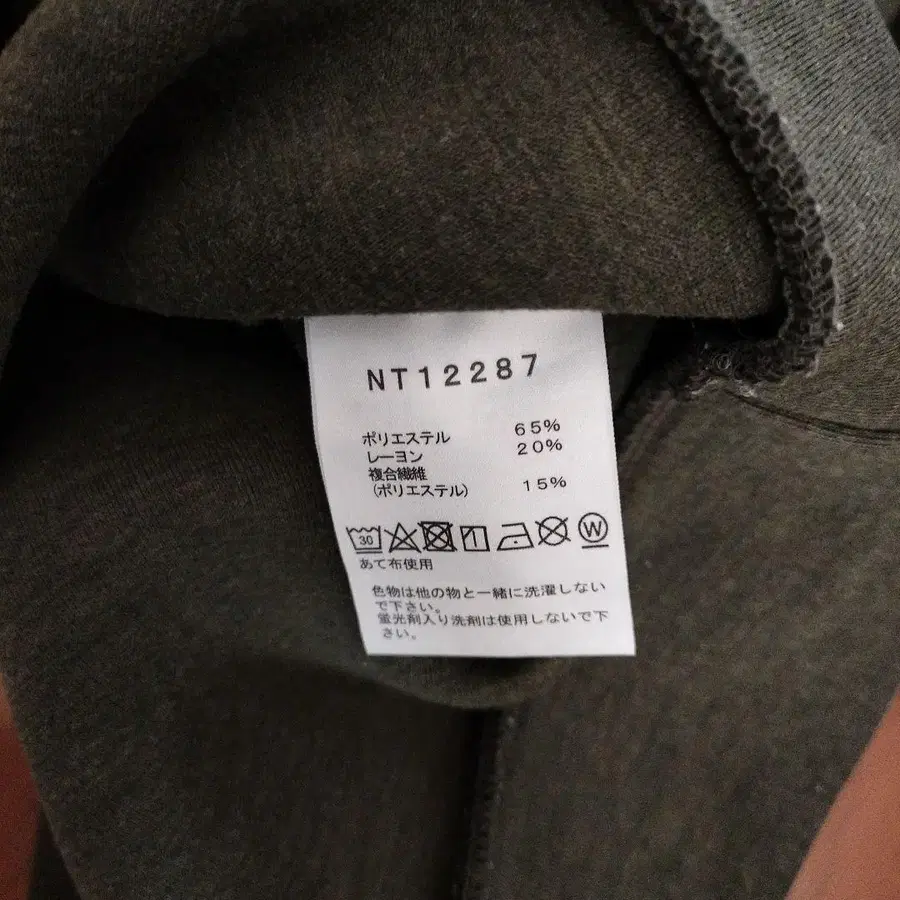 NT12287
ポリエステル 65%
レーヨン 20%
複合繊維
(ポリエステル) 15%
30 W
あて布使用
色物は他の物と一緒に洗濯しない
で下さい。
蛍光剤入り洗剤は使用しないで下
さい。